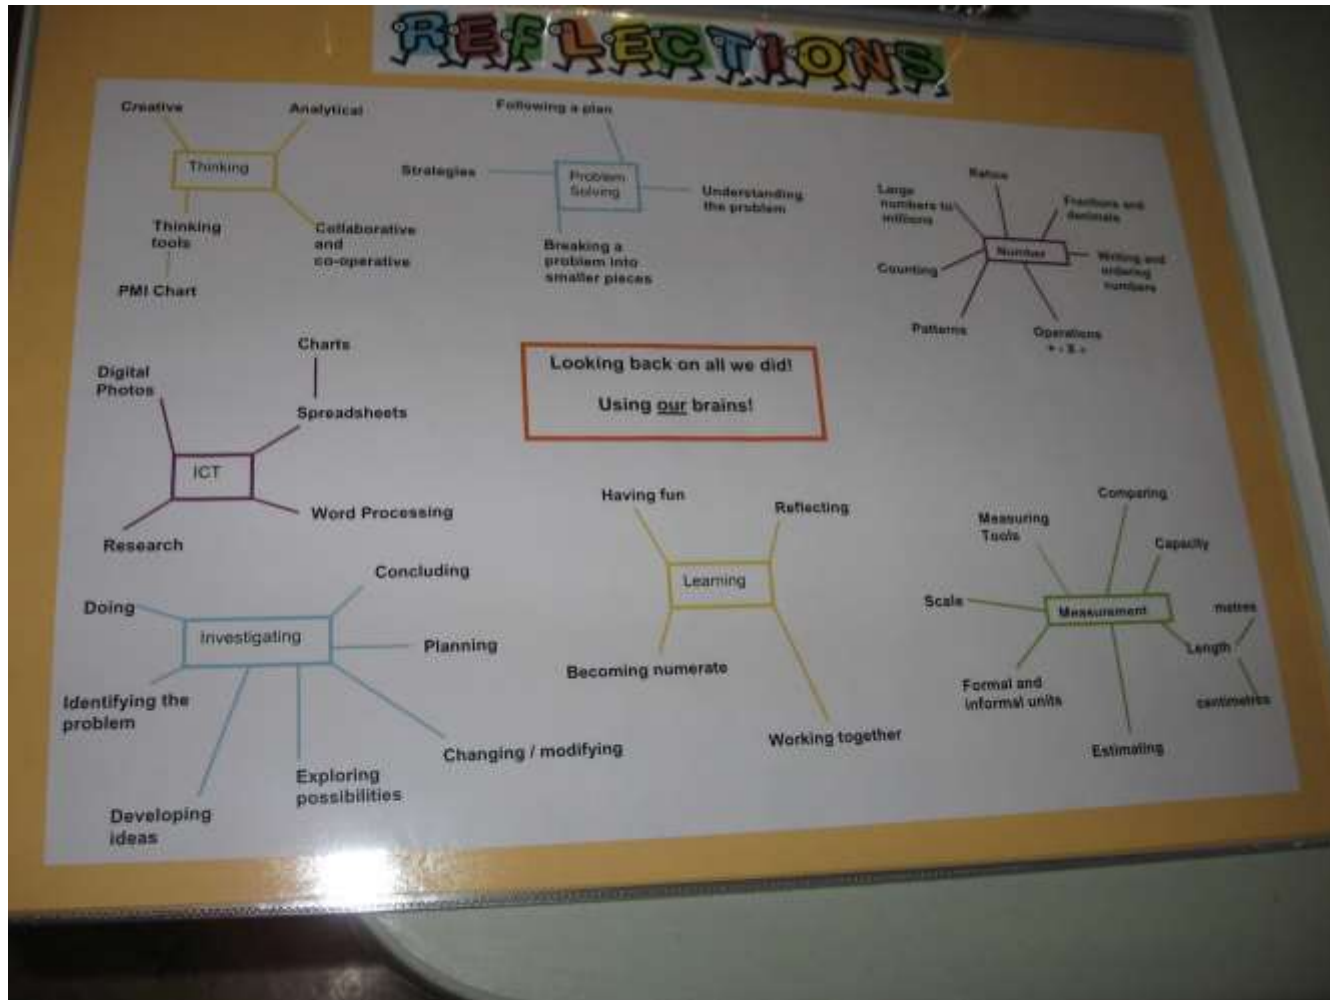 REFLECTIONS
Creative
Analytical
Thinking
Thinking
tools
PMI Chart
Collaborative
and
co-operative
Following a plan
Strategies
Problem
Solving
Understanding
the problem
Breaking a
problem into
smaller pieces
Large
numbers to
millions
Fractions and
decimals
Number
Counting
Writing and
ordering
numbers
Patterns
Operations
Looking back on all we did!
Using our brains!
Charts
Digital
Photos
Spreadsheets
ICT
Word Processing
Research
Having fun
Reflecting
Learning
Becoming numerate
Working together
Comparing
Measuring
Tools
Capacity
Scale
Measurement
metres
Length
centimetres
Formal and
informal units
Estimating
Concluding
Doing
Investigating
Planning
Identifying the
problem
Changing / modifying
Exploring
possibilities
Developing
ideas